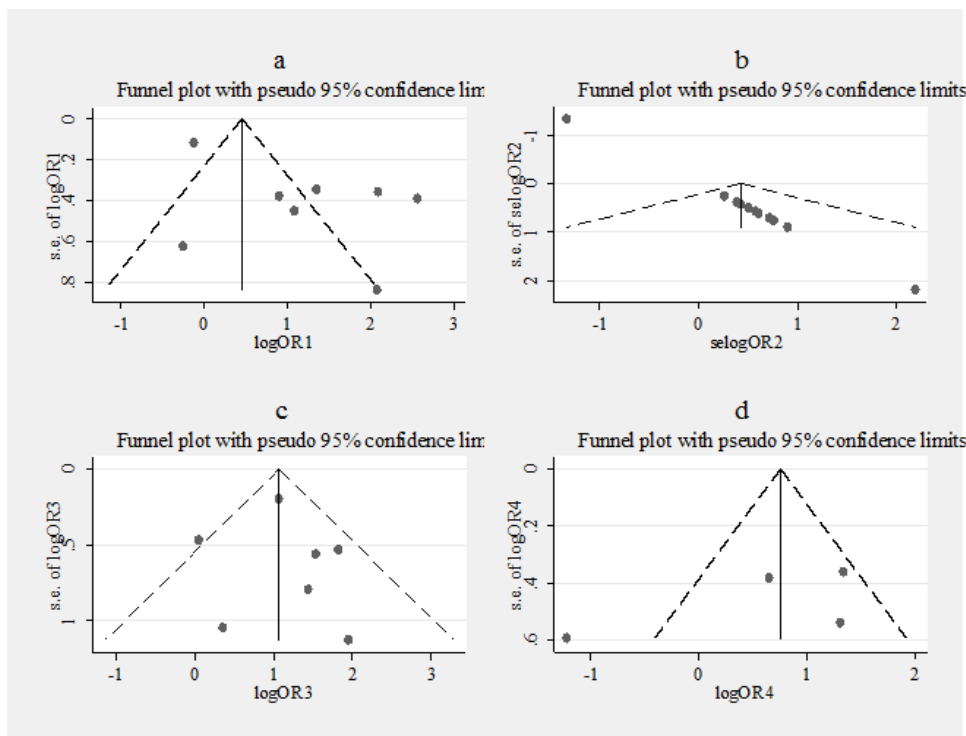 a
Funnel plot with pseudo 95% confidence lim
0
.2
.4
.6
.8
s.e. of logOR1
-1 0 1 2 3
logOR1
b
Funnel plot with pseudo 95% confidence limits
-1
0
1
2
s.e. of selogOR2
-1 0 1 2
selogOR2
c
Funnel plot with pseudo 95% confidence lim
0
.5
1
s.e. of logOR3
-1 0 1 2 3
logOR3
d
Funnel plot with pseudo 95% confidence limits
0
.2
.4
.6
s.e. of logOR4
-1 0 1 2
logOR4